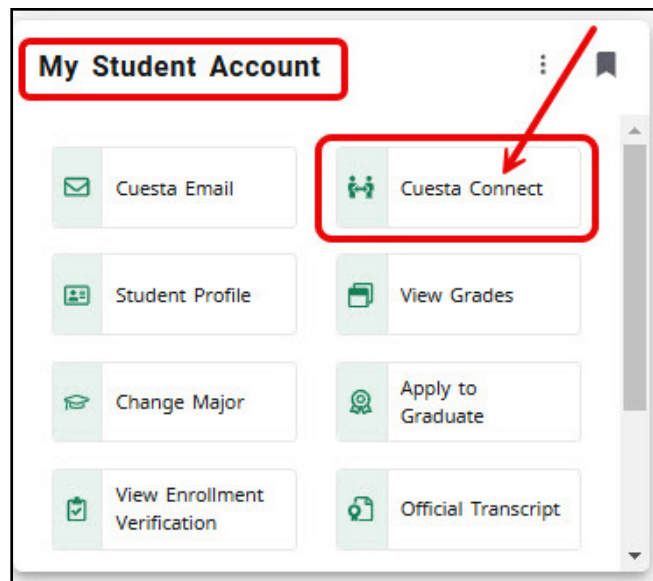 My Student Account
Cuesta Email
Cuesta Connect
Student Profile
View Grades
Change Major
Apply to
Graduate
View Enrollment
Verification
Official Transcript